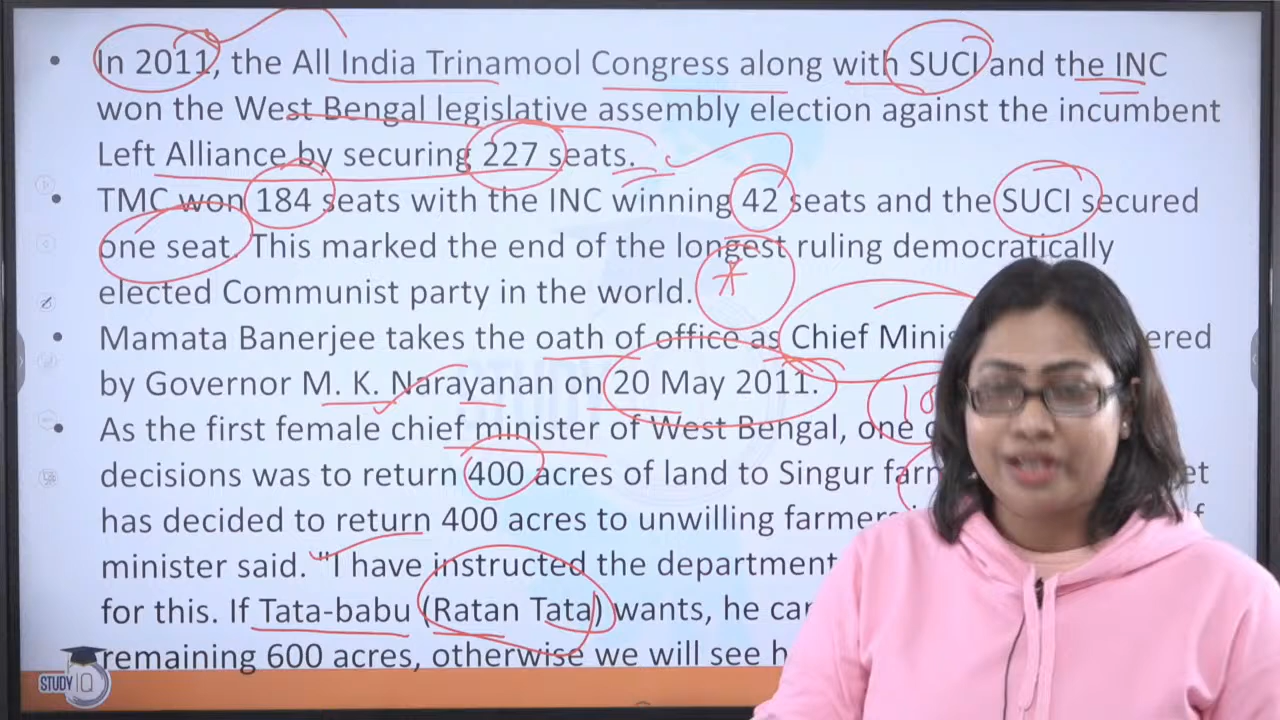 • In 2011, the All India Trinamool Congress along with SUCI and the INC
won the West Bengal legislative assembly election against the incumbent
Left Alliance by securing 227 seats.
• TMC won 184 seats with the INC winning 42 seats and the SUCI secured
one seat. This marked the end of the longest ruling democratically
elected Communist party in the world.
• Mamata Banerjee takes the oath of office as Chief
by Governor M. K. Narayanan on 20 May 2011.
• As the first female chief minister of West Bengal, one
decisions was to return 400 acres of land to Singur
has decided to return 400 acres to unwilling
minister said. "I have instructed the department
for this. If Tata-babu (Ratan Tata) wants, he
remaining 600 acres, otherwise we will see
STUDY IQ